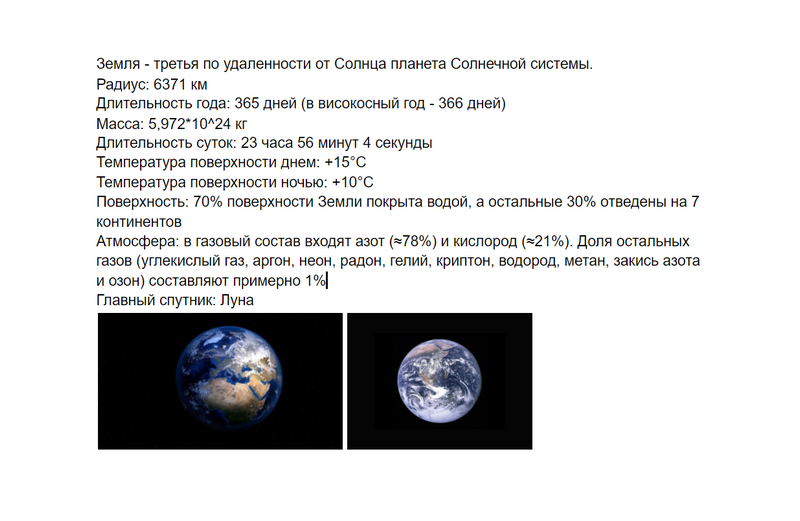 Земля - третья по удаленности от Солнца планета Солнечной системы.
Радиус: 6371 км
Длительность года: 365 дней (в високосный год - 366 дней)
Масса: 5,972*10^24 кг
Длительность суток: 23 часа 56 минут 4 секунды
Температура поверхности днем: +15°C
Температура поверхности ночью: +10°C
Поверхность: 70% поверхности Земли покрыта водой, а остальные 30% отведены на 7
континентов
Атмосфера: в газовый состав входят азот (≈78%) и кислород (≈21%). Доля остальных
газов (углекислый газ, аргон, неон, радон, гелий, криптон, водород, метан, закись азота
и озон) составляют примерно 1%
Главный спутник: Луна